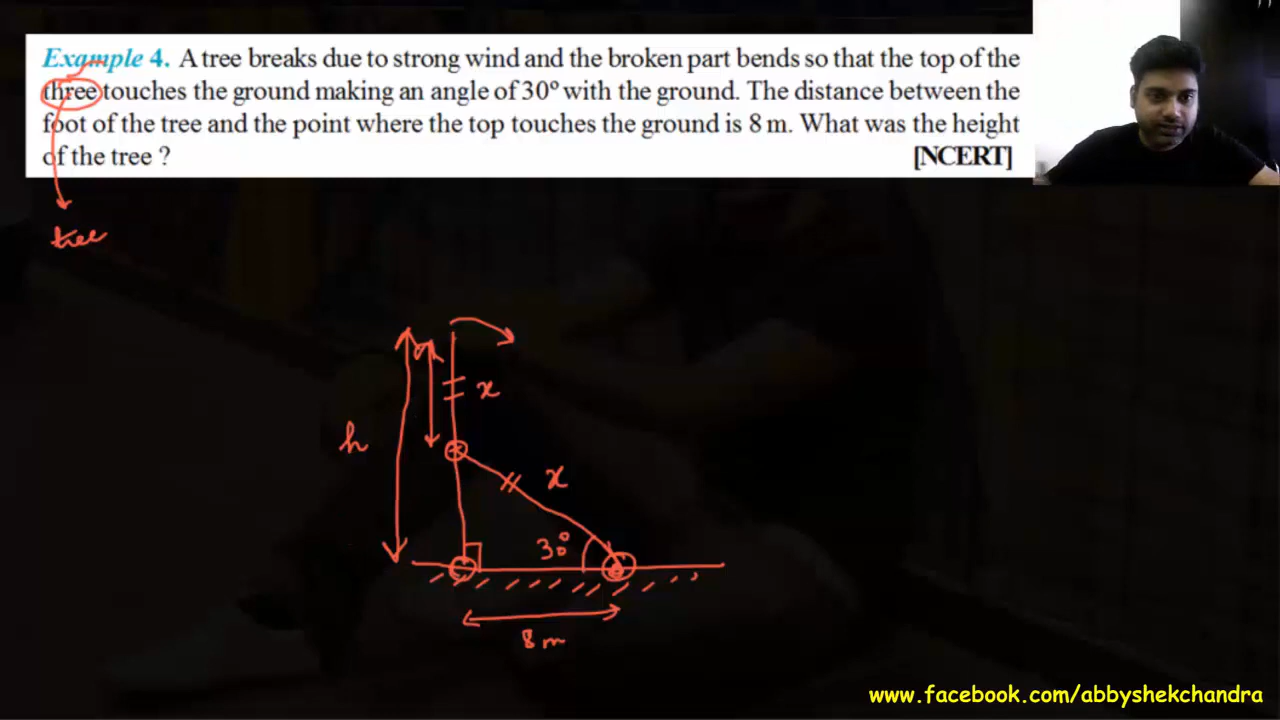 Example 4. A tree breaks due to strong wind and the broken part bends so that the top of the
three touches the ground making an angle of 30° with the ground. The distance between the
foot of the tree and the point where the top touches the ground is 8 m. What was the height
of the tree ?
[NCERT]
tree
x
h
x
30°
8 m
www.facebook.com/abbyshekchandra